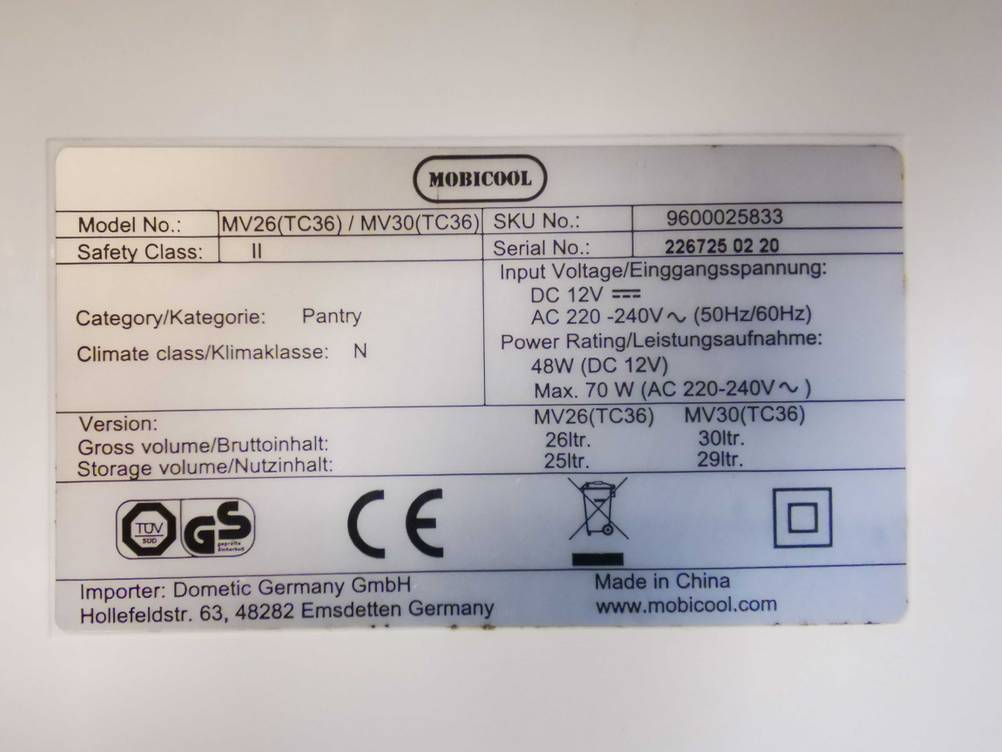 MOBICOOL
Model No.: MV26(TC36) / MV30(TC36) SKU No.: 9600025833
Safety Class: II Serial No.: 226725 02 20
Category/Kategorie: Pantry
Climate class/Klimaklasse: N
Input Voltage/Einggangsspannung:
DC 12V ⎓
AC 220 -240V∿ (50Hz/60Hz)
Power Rating/Leistungsaufnahme:
48W (DC 12V)
Max. 70 W (AC 220-240V∿ )
Version: MV26(TC36) MV30(TC36)
Gross volume/Bruttoinhalt: 26ltr. 30ltr.
Storage volume/Nutzinhalt: 25ltr. 29ltr.
TÜV
SÜD
GS
geprüfte
Sicherheit
CE
Importer: Dometic Germany GmbH
Hollefeldstr. 63, 48282 Emsdetten Germany
Made in China
www.mobicool.com